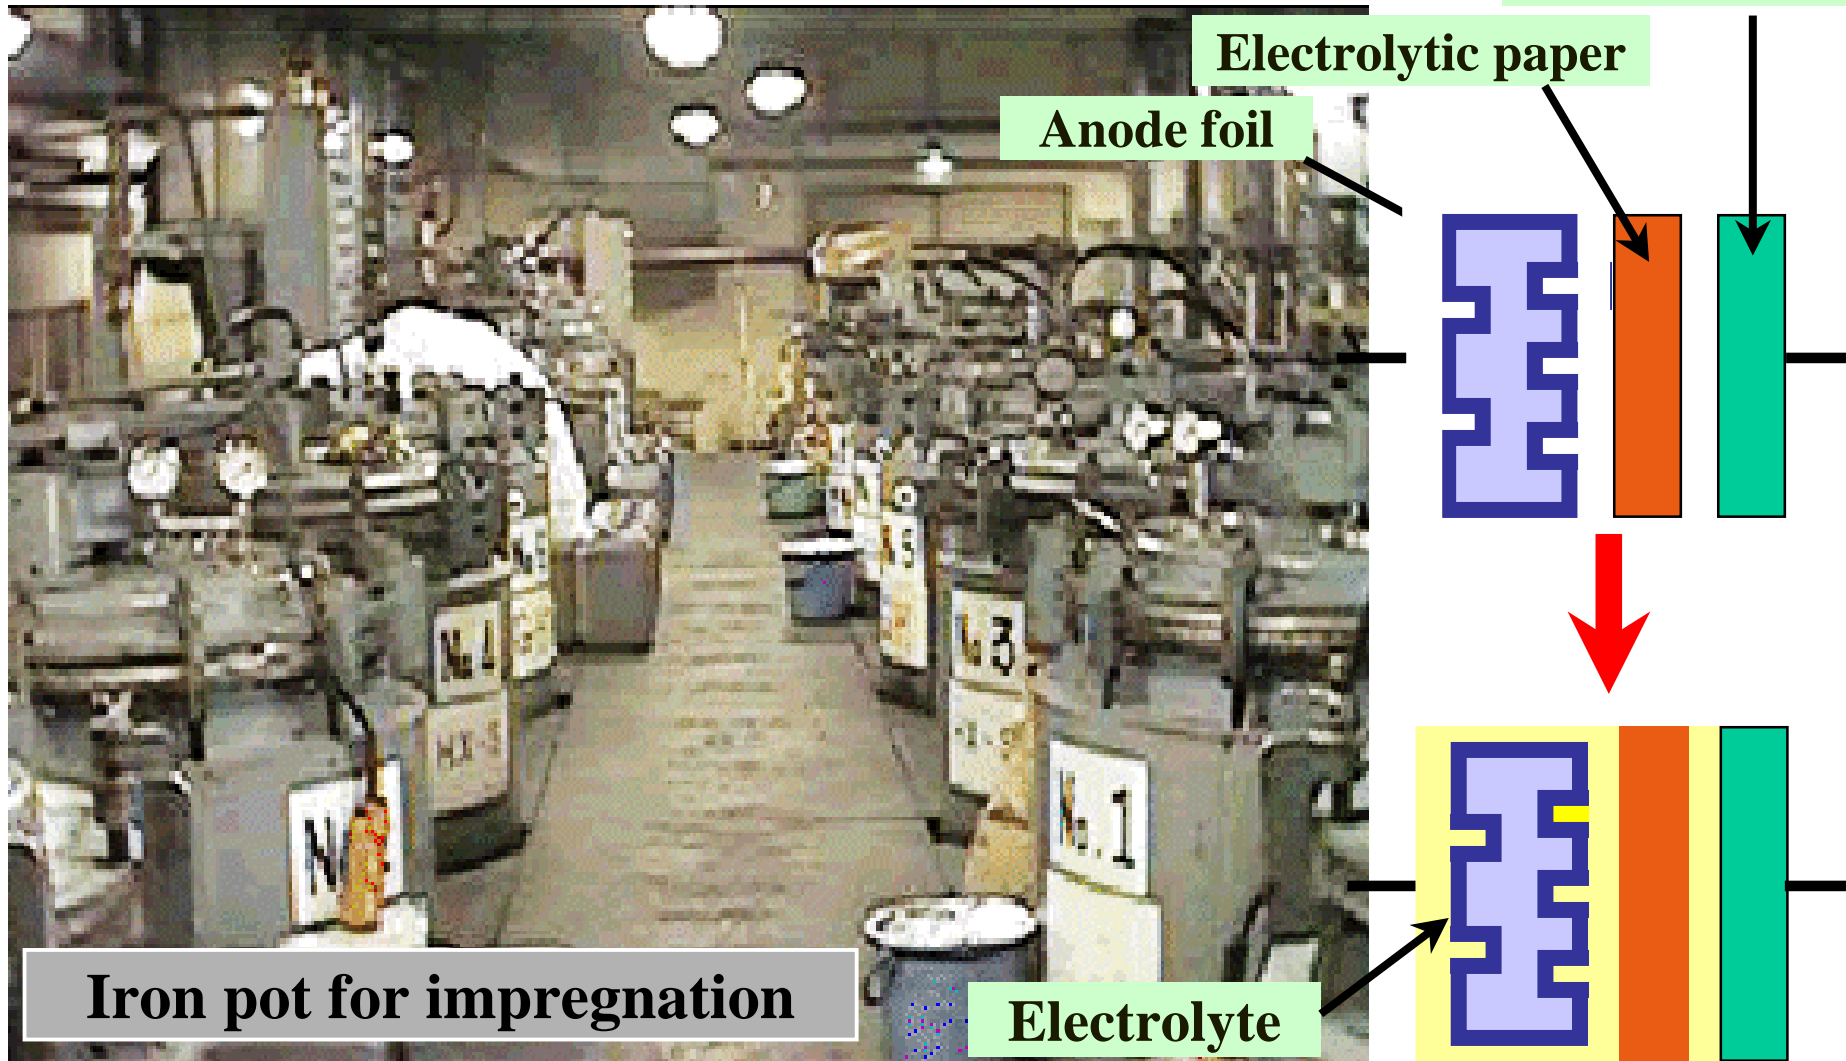 Electrolytic paper
Anode foil
No.3
No.1
Iron pot for impregnation
Electrolyte